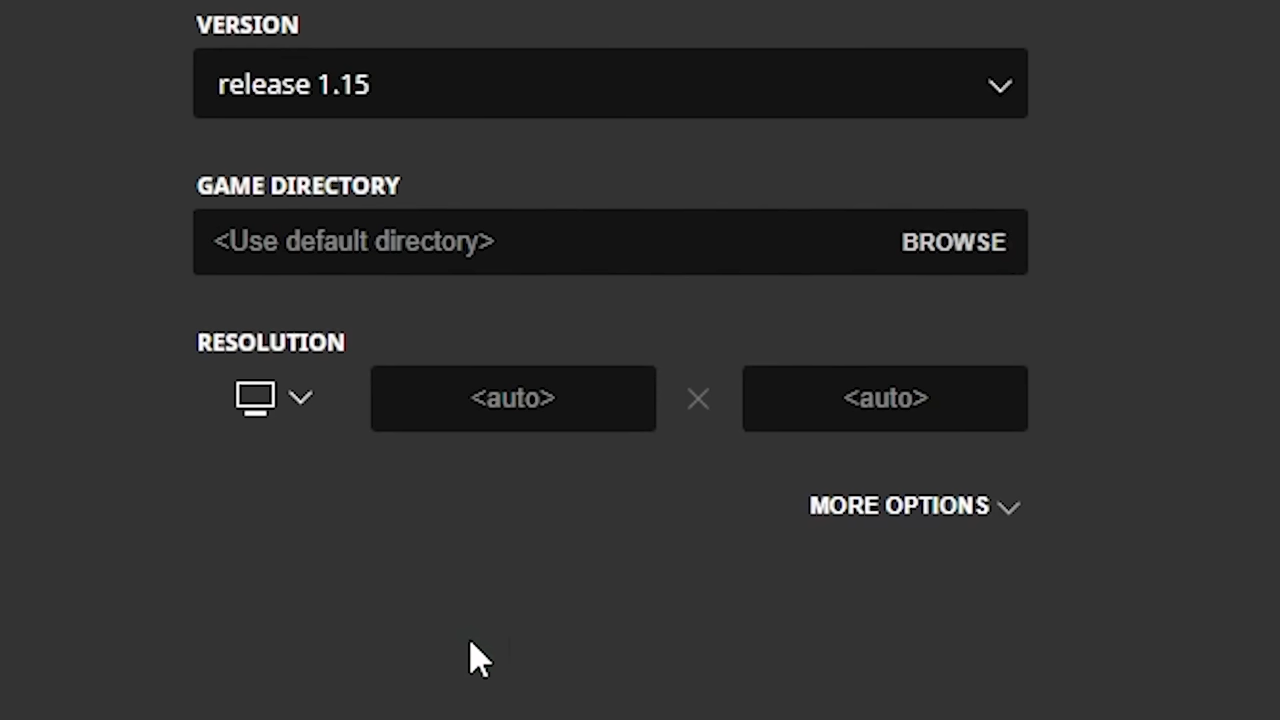 VERSION
release 1.15
GAME DIRECTORY
<Use default directory>
BROWSE
RESOLUTION
<auto>
<auto>
MORE OPTIONS